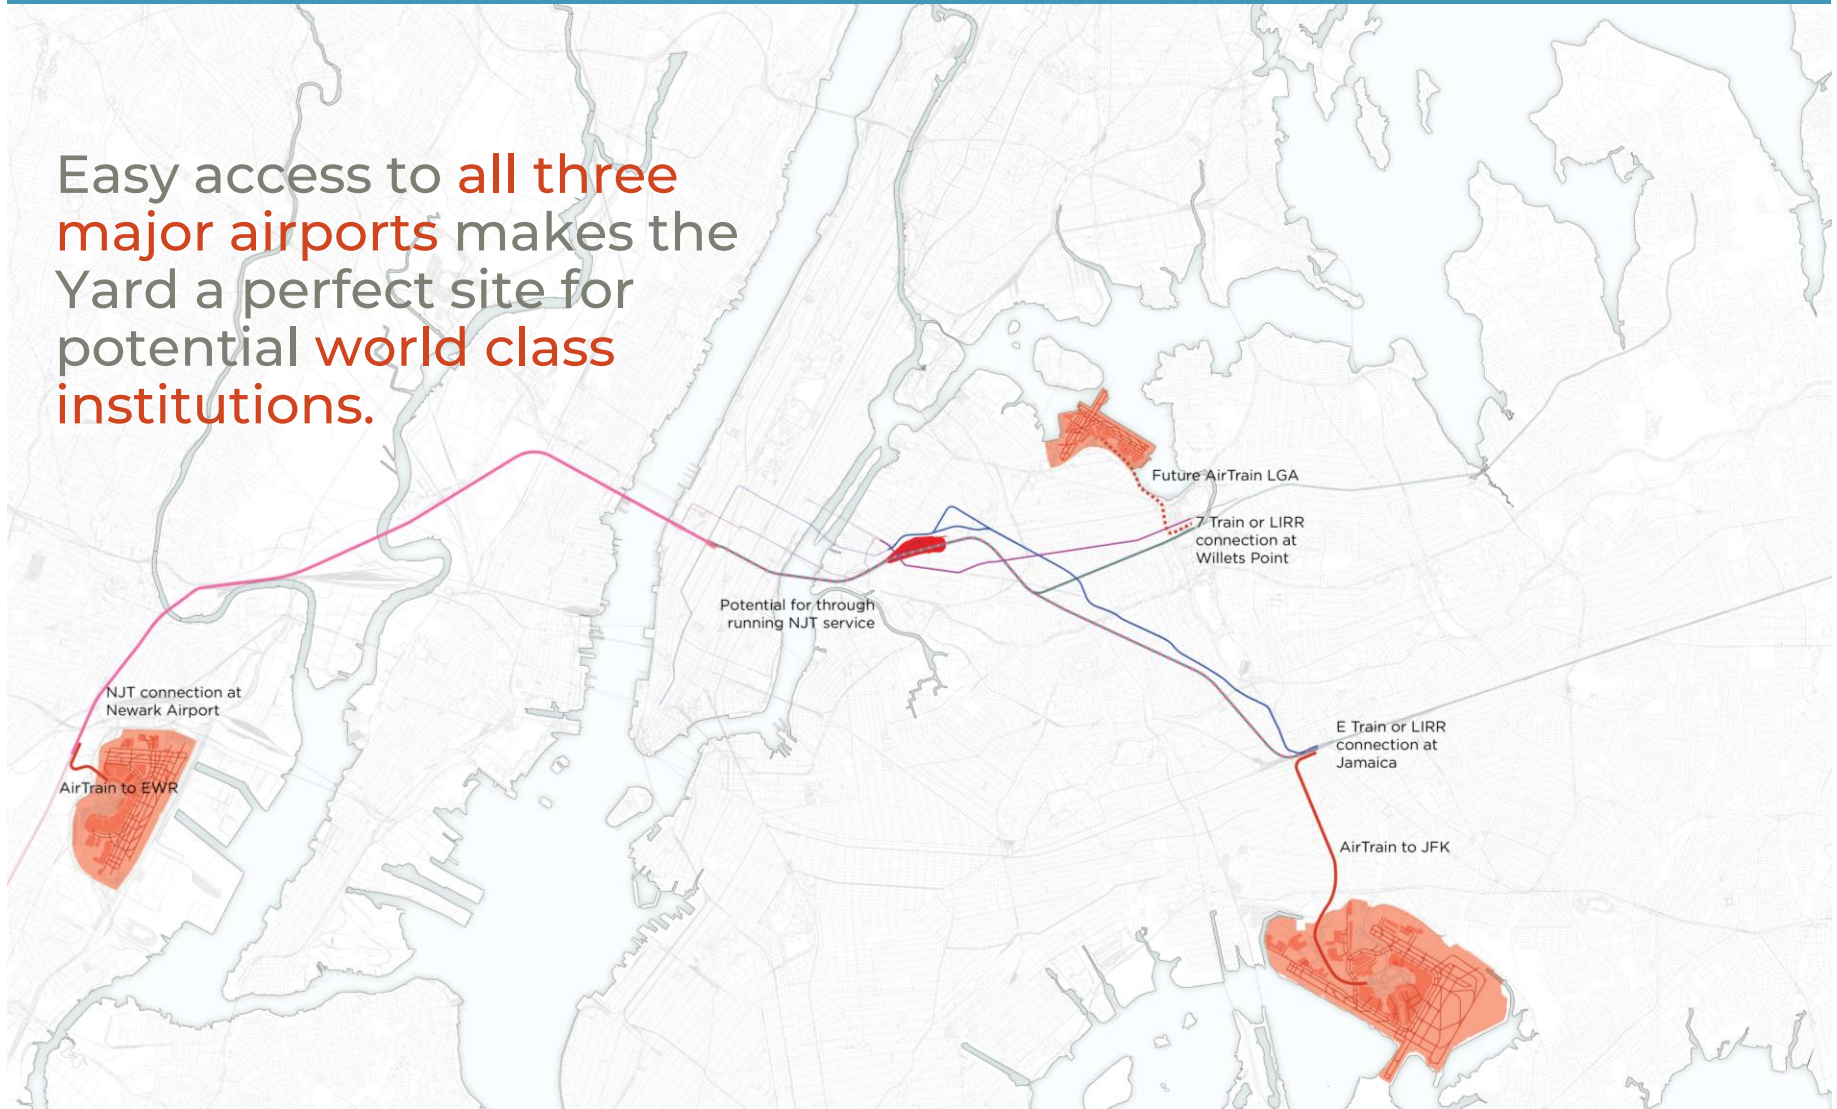 Easy access to all three
major airports makes the
Yard a perfect site for
potential world class
institutions.
Future AirTrain LGA
7 Train or LIRR
connection at
Willets Point
Potential for through
running NJT service
NJT connection at
Newark Airport
AirTrain to EWR
E Train or LIRR
connection at
Jamaica
AirTrain to JFK